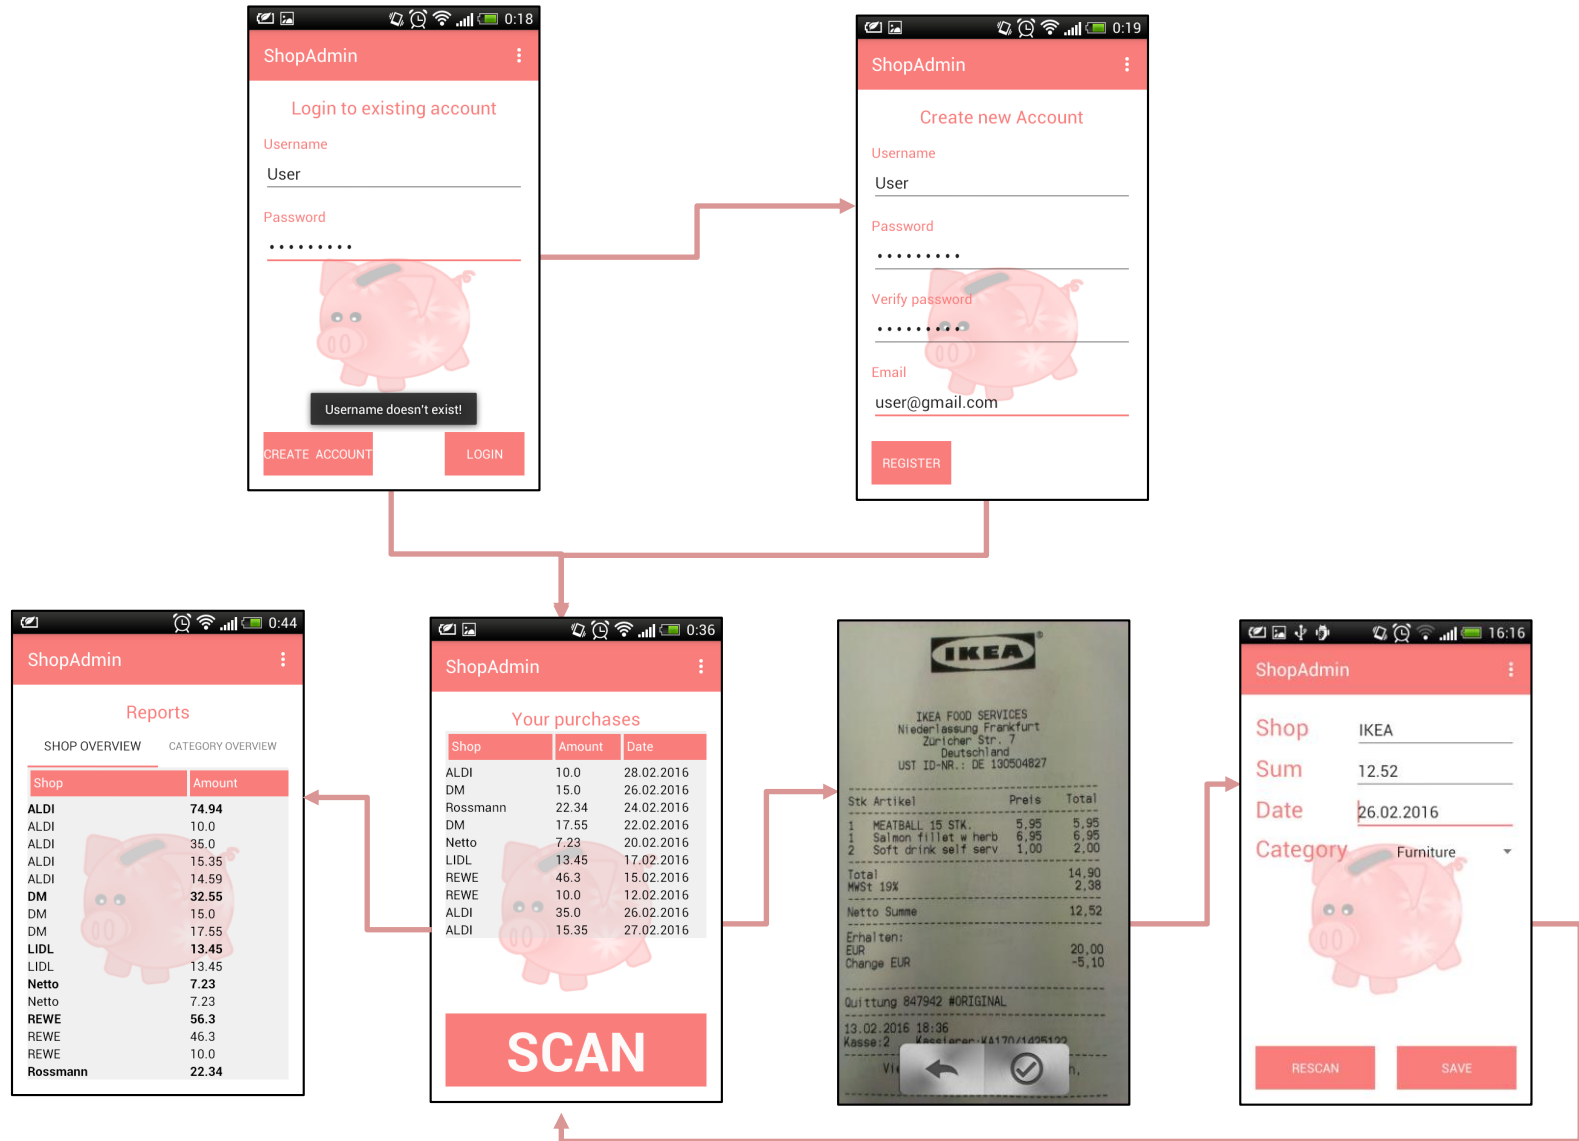 0:18
ShopAdmin
Login to existing account
Username
User
Password
•••••••••
Username doesn't exist!
CREATE ACCOUNT LOGIN
0:19
ShopAdmin
Create new Account
Username
User
Password
•••••••••
Verify password
•••••••••
Email
user@gmail.com
REGISTER
0:44
ShopAdmin
Reports
SHOP OVERVIEW CATEGORY OVERVIEW
Shop Amount
ALDI 74.94
ALDI 10.0
ALDI 35.0
ALDI 15.35
ALDI 14.59
DM 32.55
DM 15.0
DM 17.55
LIDL 13.45
LIDL 13.45
Netto 7.23
Netto 7.23
REWE 56.3
REWE 46.3
REWE 10.0
Rossmann 22.34
0:36
ShopAdmin
Your purchases
Shop Amount Date
ALDI 10.0 28.02.2016
DM 15.0 26.02.2016
Rossmann 22.34 24.02.2016
DM 17.55 22.02.2016
Netto 7.23 20.02.2016
LIDL 13.45 17.02.2016
REWE 46.3 15.02.2016
REWE 10.0 12.02.2016
ALDI 35.0 26.02.2016
ALDI 15.35 27.02.2016
SCAN
IKEA ®
IKEA FOOD SERVICES
Niederlassung Frankfurt
Züricher Str. 7
Deutschland
UST ID-NR.: DE 130504827
Stk Artikel Preis Total
1 MEATBALL 15 STK. 5,95 5,95
1 Salmon fillet w herb 6,95 6,95
2 Soft drink self serv 1,00 2,00
Total 14,90
MWSt 19% 2,38
Netto Summe 12,52
Erhalten:
EUR 20,00
Change EUR -5,10
Quittung 847942 #ORIGINAL
13.02.2016 18:36
Kasse:2 Kassierer:KA170/1425122
16:16
ShopAdmin
Shop IKEA
Sum 12.52
Date 26.02.2016
Category Furniture
RESCAN SAVE